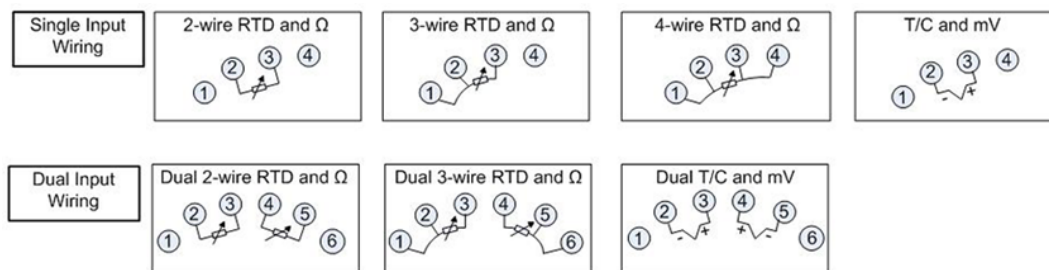 Single Input
Wiring
2-wire RTD and Ω
1 2 3 4
3-wire RTD and Ω
1 2 3 4
4-wire RTD and Ω
1 2 3 4
T/C and mV
1 2 3 4
- +
Dual Input
Wiring
Dual 2-wire RTD and Ω
1 2 3 4 5 6
Dual 3-wire RTD and Ω
1 2 3 4 5 6
Dual T/C and mV
1 2 3 4 5 6
- + + -